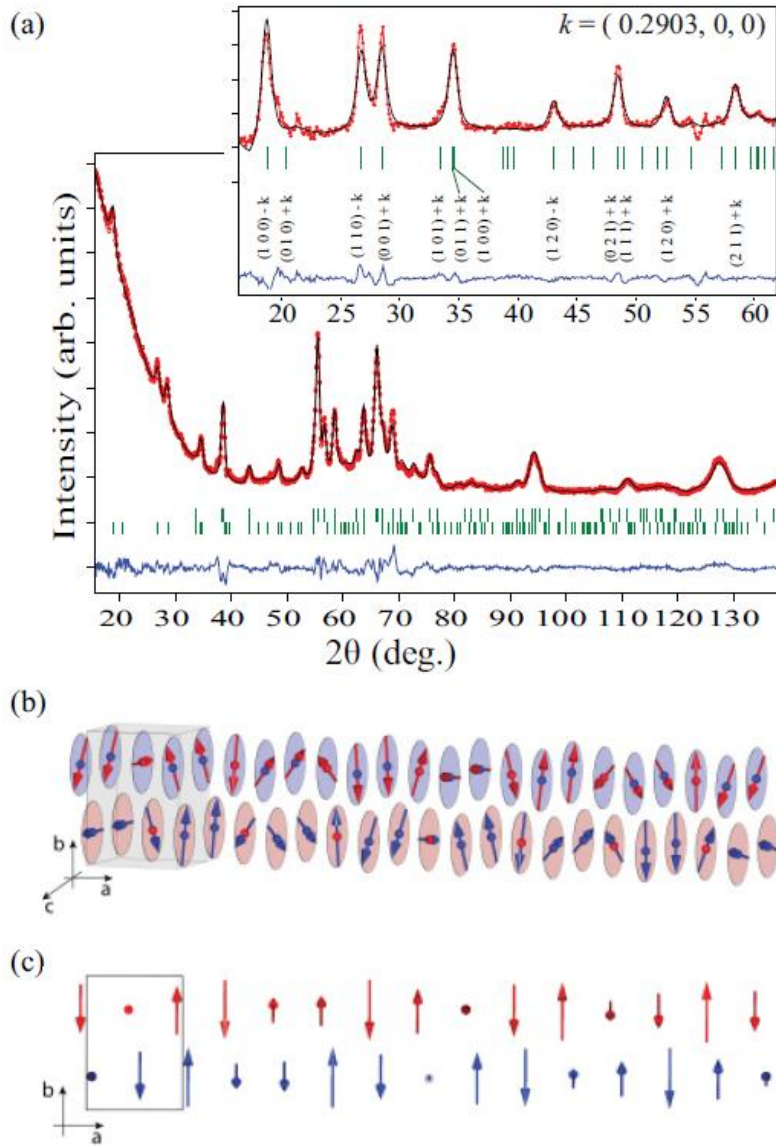 (a)
k = ( 0.2903, 0, 0)
(1 0 0) - k
(0 1 0) + k
(1 1 0) - k
(0 0 1) + k
(1 0 1) + k
(0 1 1) + k
(1 0 0) + k
(1 2 0) - k
(0 2 1) + k
(1 1 1) + k
(1 2 0) + k
(2 1 1) + k
20 25 30 35 40 45 50 55 60
Intensity (arb. units)
20 30 40 50 60 70 80 90 100 110 120 130
2θ (deg.)
(b)
b
a
c
(c)
b
a